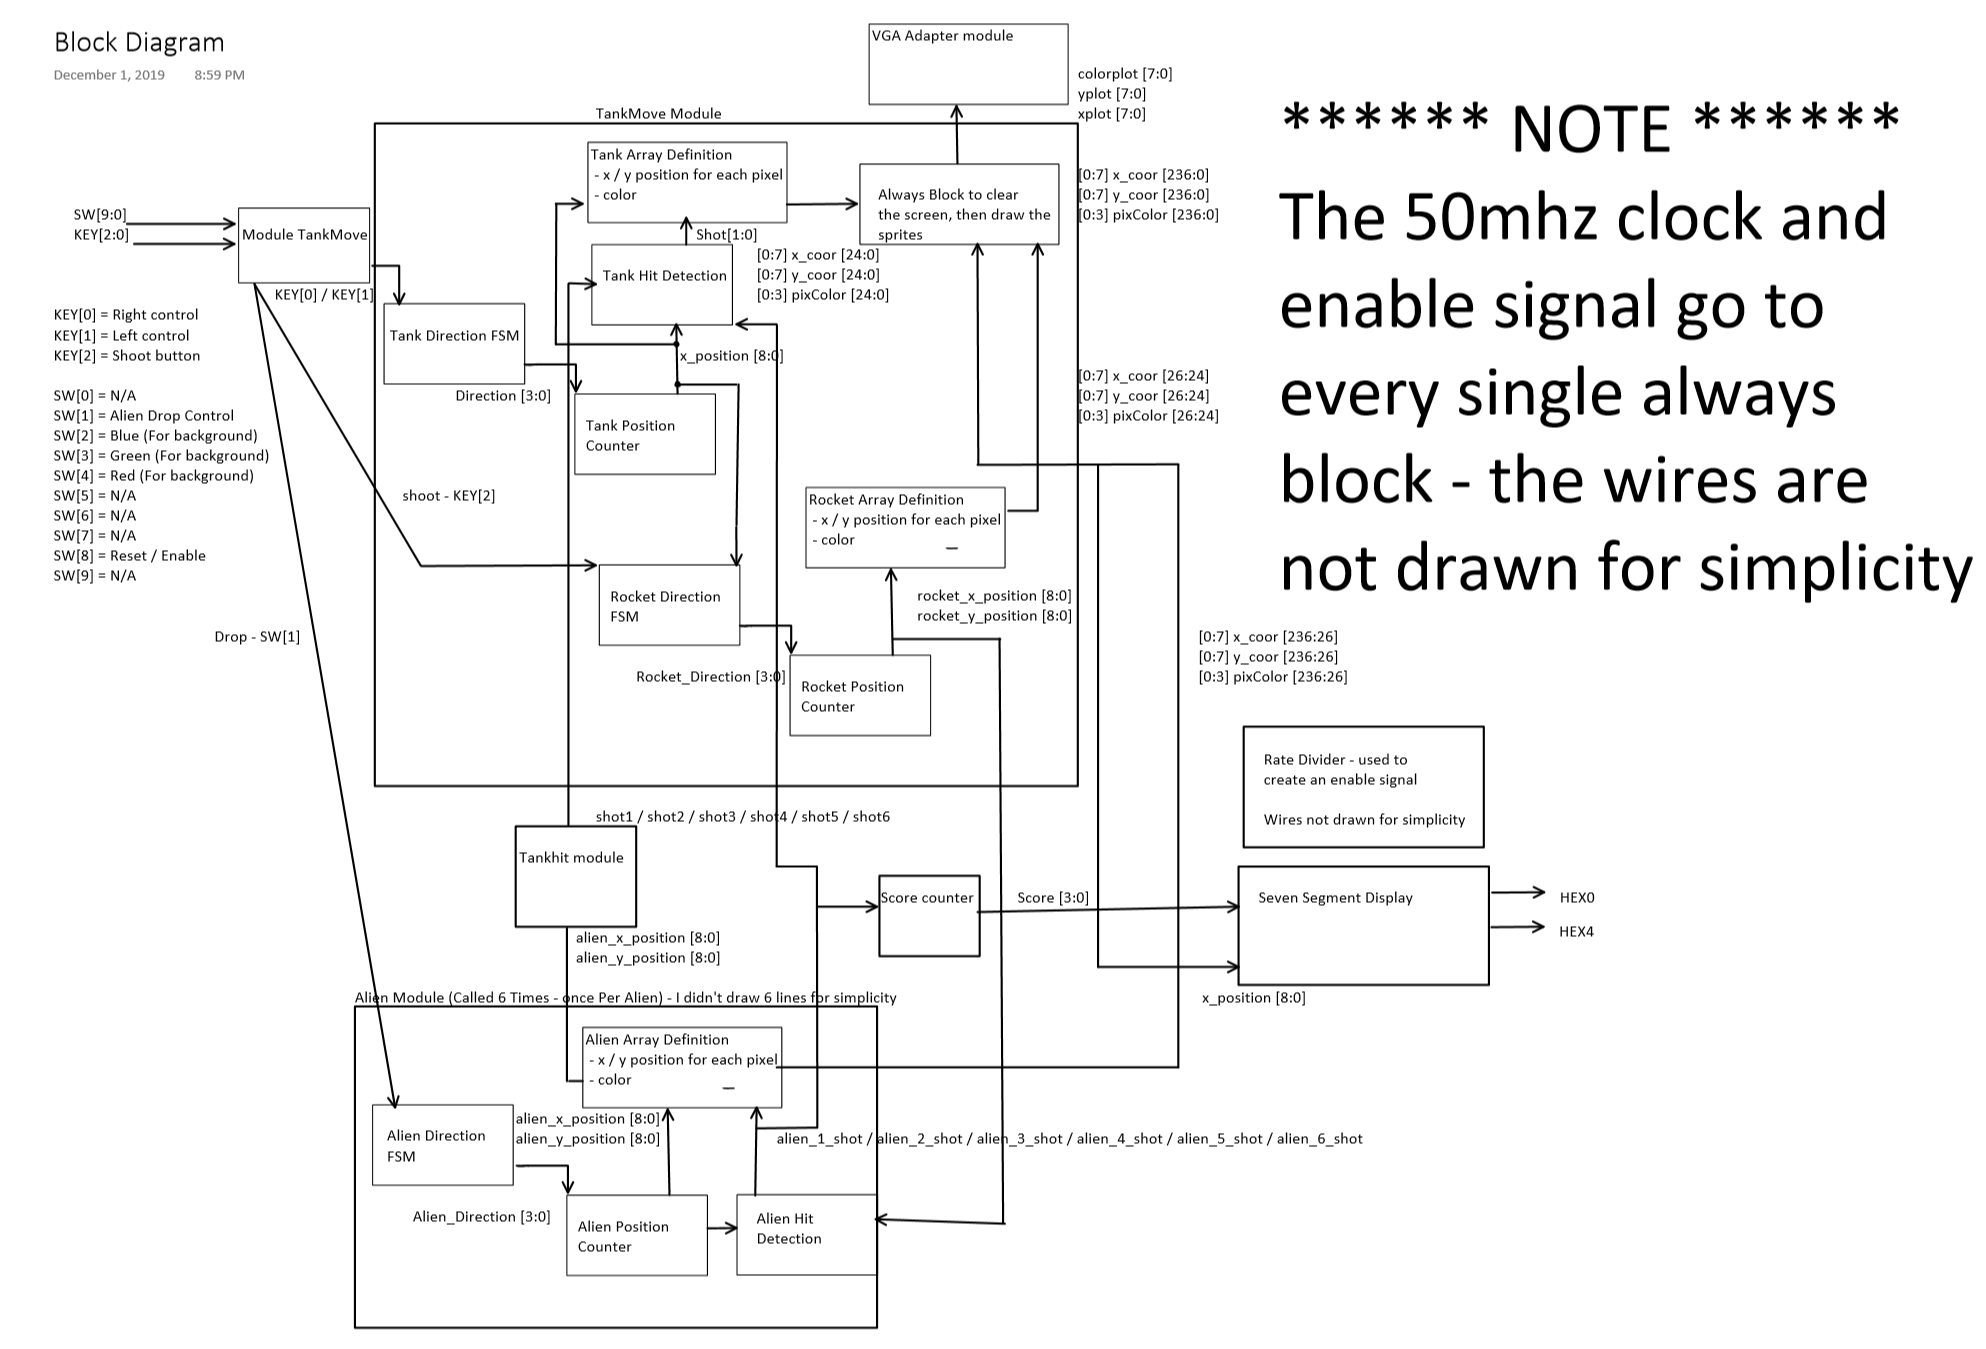 Block Diagram
December 1, 2019 8:59 PM
VGA Adapter module
colorplot [7:0]
yplot [7:0]
xplot [7:0]
****** NOTE ******
The 50mhz clock and
enable signal go to
every single always
block - the wires are
not drawn for simplicity
TankMove Module
Tank Array Definition
- x / y position for each pixel
- color
Always Block to clear
the screen, then draw the
sprites
[0:7] x_coor [236:0]
[0:7] y_coor [236:0]
[0:3] pixColor [236:0]
SW[9:0]
KEY[2:0]
Module TankMove
Shot[1:0]
Tank Hit Detection
[0:7] x_coor [24:0]
[0:7] y_coor [24:0]
[0:3] pixColor [24:0]
KEY[0] / KEY[1]
KEY[0] = Right control
KEY[1] = Left control
KEY[2] = Shoot button
Tank Direction FSM
x_position [8:0]
Direction [3:0]
[0:7] x_coor [26:24]
[0:7] y_coor [26:24]
[0:3] pixColor [26:24]
SW[0] = N/A
SW[1] = Alien Drop Control
SW[2] = Blue (For background)
SW[3] = Green (For background)
SW[4] = Red (For background)
SW[5] = N/A
SW[6] = N/A
SW[7] = N/A
SW[8] = Reset / Enable
SW[9] = N/A
Tank Position
Counter
shoot - KEY[2]
Rocket Array Definition
- x / y position for each pixel
- color
Rocket Direction
FSM
rocket_x_position [8:0]
rocket_y_position [8:0]
Drop - SW[1]
Rocket_Direction [3:0]
Rocket Position
Counter
[0:7] x_coor [236:26]
[0:7] y_coor [236:26]
[0:3] pixColor [236:26]
Rate Divider - used to
create an enable signal
Wires not drawn for simplicity
shot1 / shot2 / shot3 / shot4 / shot5 / shot6
Tankhit module
Score counter
Score [3:0]
Seven Segment Display
HEX0
HEX4
alien_x_position [8:0]
alien_y_position [8:0]
x_position [8:0]
Alien Module (Called 6 Times - once Per Alien) - I didn't draw 6 lines for simplicity
Alien Array Definition
- x / y position for each pixel
- color
alien_x_position [8:0]
alien_y_position [8:0]
Alien Direction
FSM
alien_1_shot / alien_2_shot / alien_3_shot / alien_4_shot / alien_5_shot / alien_6_shot
Alien_Direction [3:0]
Alien Position
Counter
Alien Hit
Detection